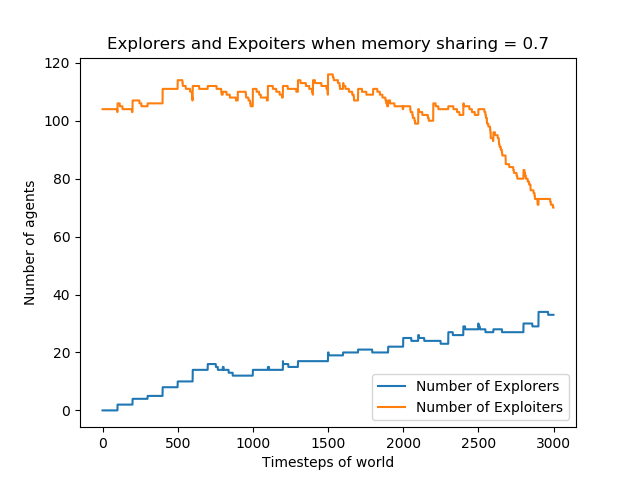 Explorers and Expoiters when memory sharing = 0.7
120
100
80
60
40
20
0
Number of agents
0 500 1000 1500 2000 2500 3000
Timesteps of world
Number of Explorers
Number of Exploiters